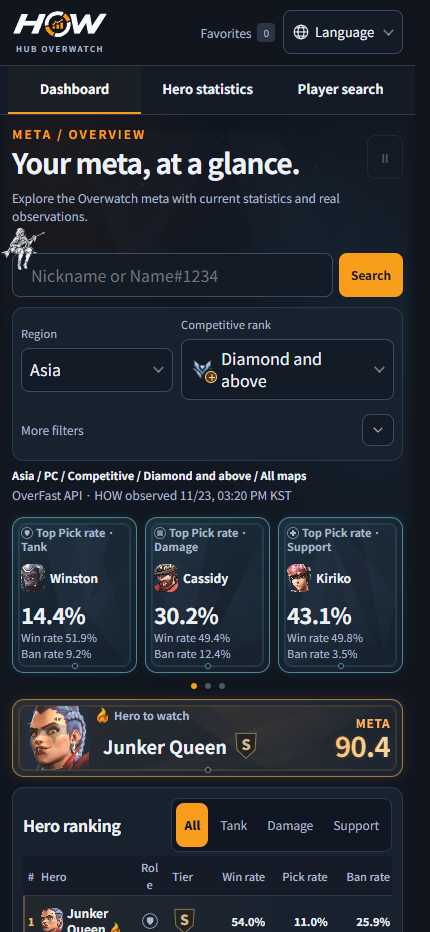 HOW
HUB OVERWATCH
Favorites 0
Language
Dashboard Hero statistics Player search
META / OVERVIEW
Your meta, at a glance.
Explore the Overwatch meta with current statistics and real
observations.
Nickname or Name#1234
Search
Region
Asia
Competitive rank
Diamond and
above
More filters
Asia / PC / Competitive / Diamond and above / All maps
OverFast API · HOW observed 11/23, 03:20 PM KST
Top Pick rate ·
Tank
Winston
14.4%
Win rate 51.9%
Ban rate 9.2%
Top Pick rate ·
Damage
Cassidy
30.2%
Win rate 49.4%
Ban rate 12.4%
Top Pick rate ·
Support
Kiriko
43.1%
Win rate 49.8%
Ban rate 3.5%
Hero to watch
Junker Queen S
META
90.4
Hero ranking
All Tank Damage Support
# Hero Rol
e Tier Win rate Pick rate Ban rate
1 Junker
Queen S 54.0% 11.0% 25.9%